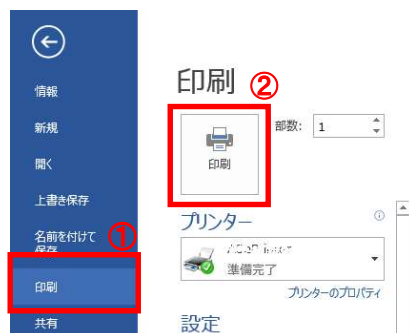 情報
新規
開く
上書き保存
名前を付けて
保存
①
印刷
共有
印刷
②
部数: 1
印刷
プリンター
準備完了
プリンターのプロパティ
設定